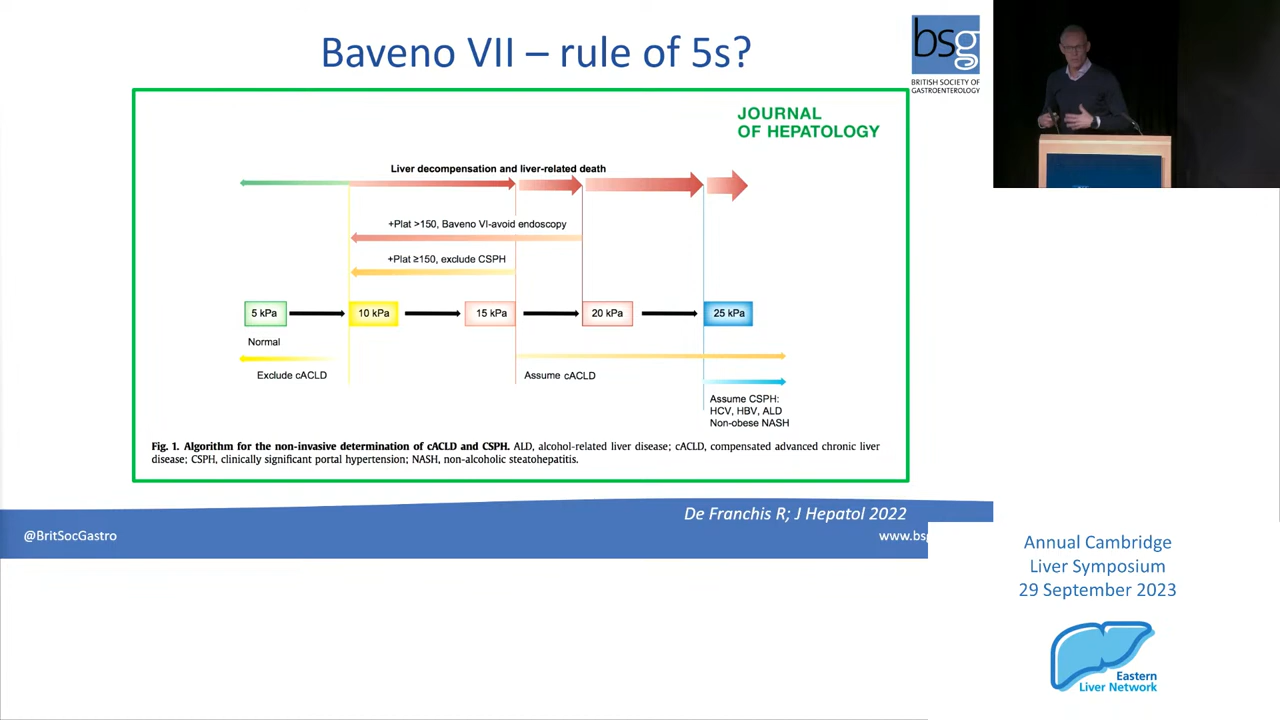 Baveno VII – rule of 5s?
bsg
BRITISH SOCIETY OF
GASTROENTEROLOGY
JOURNAL
OF HEPATOLOGY
Liver decompensation and liver-related death
+Plat >150, Baveno VI-avoid endoscopy
+Plat ≥150, exclude CSPH
5 kPa
10 kPa
15 kPa
20 kPa
25 kPa
Normal
Exclude cACLD
Assume cACLD
Assume CSPH:
HCV, HBV, ALD
Non-obese NASH
Fig. 1. Algorithm for the non-invasive determination of cACLD and CSPH. ALD, alcohol-related liver disease; cACLD, compensated advanced chronic liver
disease; CSPH, clinically significant portal hypertension; NASH, non-alcoholic steatohepatitis.
De Franchis R; J Hepatol 2022
@BritSocGastro
www.bsg
Annual Cambridge
Liver Symposium
29 September 2023
Eastern
Liver Network